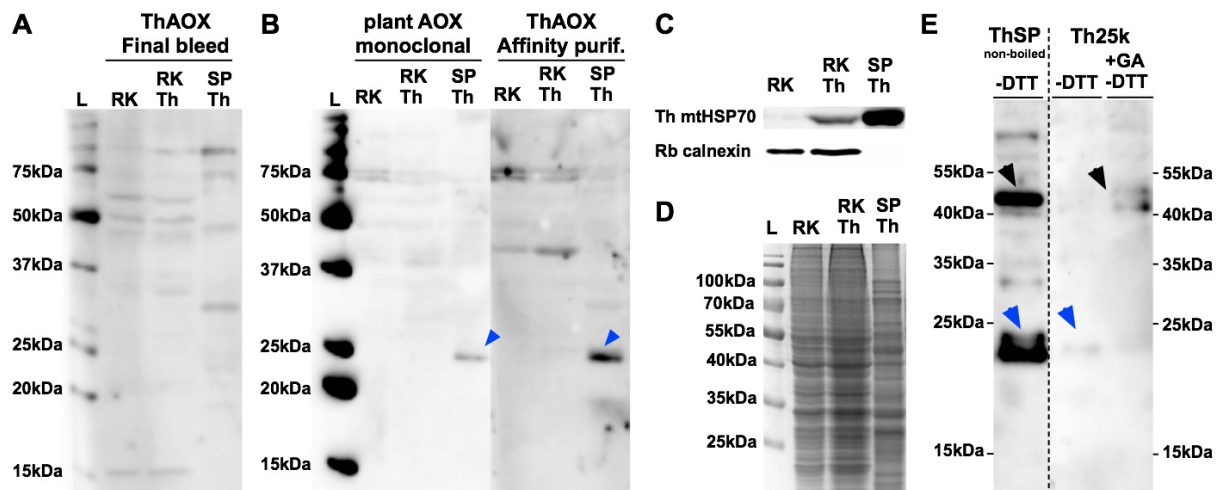 A
ThAOX
Final bleed
L RK RK Th SP Th
75kDa
50kDa
37kDa
25kDa
20kDa
15kDa
B
plant AOX monoclonal
ThAOX Affinity purif.
L RK RK Th SP Th RK RK Th SP Th
75kDa
50kDa
37kDa
25kDa
20kDa
15kDa
C
RK RK Th SP Th
Th mtHSP70
Rb calnexin
D
L RK RK Th SP Th
100kDa
70kDa
55kDa
40kDa
35kDa
25kDa
E
ThSP
non-boiled
-DTT
Th25k
+GA
-DTT -DTT
55kDa
40kDa
35kDa
25kDa
15kDa
55kDa
40kDa
35kDa
25kDa
15kDa